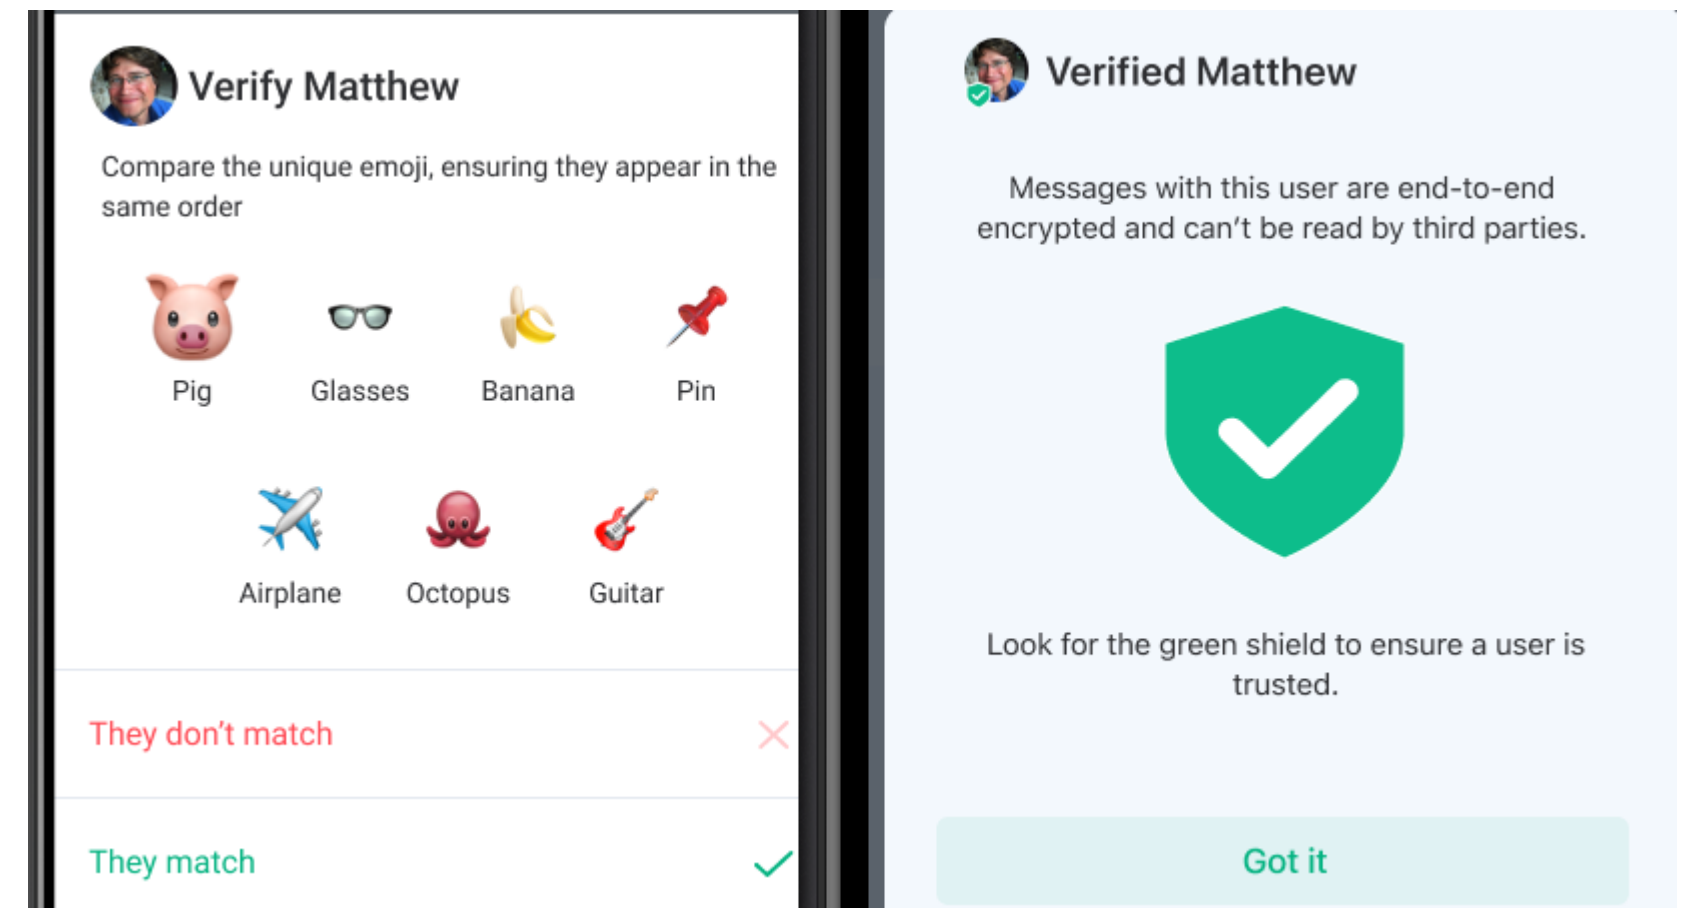 Verify Matthew
Compare the unique emoji, ensuring they appear in the
same order
Pig
Glasses
Banana
Pin
Airplane
Octopus
Guitar
They don’t match
They match
Verified Matthew
Messages with this user are end-to-end
encrypted and can’t be read by third parties.
Look for the green shield to ensure a user is
trusted.
Got it